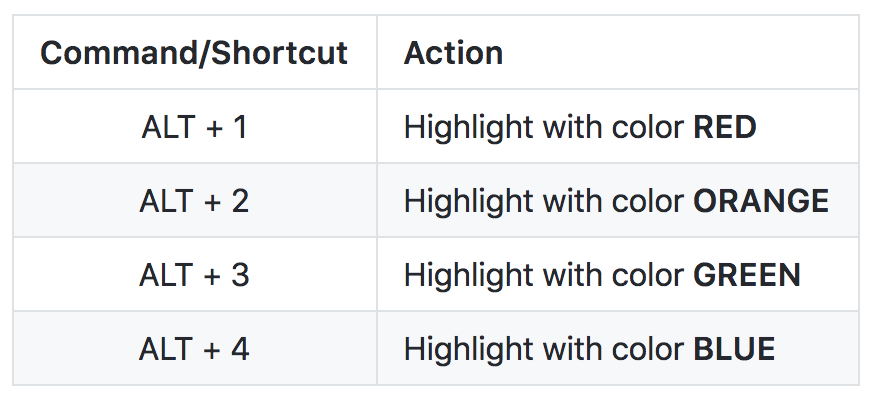 Command/Shortcut Action
ALT + 1 Highlight with color RED
ALT + 2 Highlight with color ORANGE
ALT + 3 Highlight with color GREEN
ALT + 4 Highlight with color BLUE